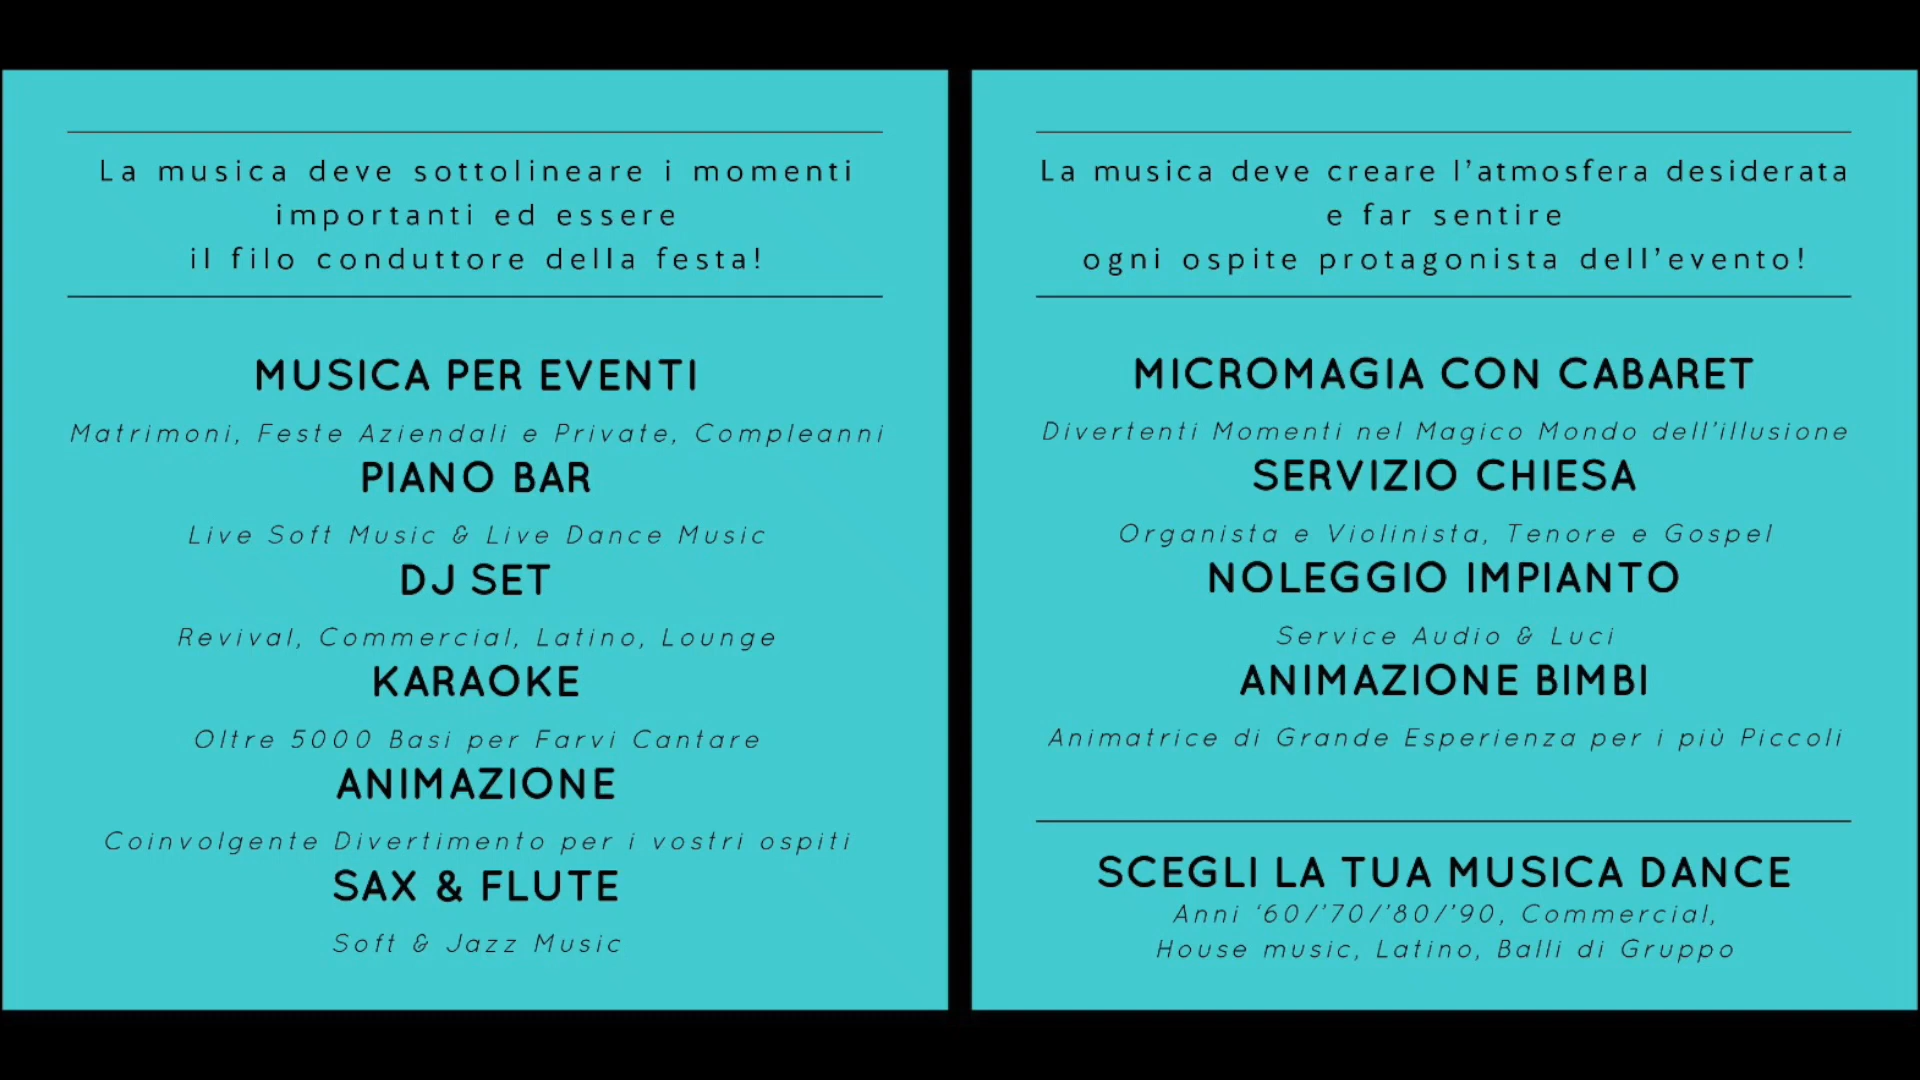 La musica deve sottolineare i momenti
importanti ed essere
il filo conduttore della festa!
MUSICA PER EVENTI
Matrimoni, Feste Aziendali e Private, Compleanni
PIANO BAR
Live Soft Music & Live Dance Music
DJ SET
Revival, Commercial, Latino, Lounge
KARAOKE
Oltre 5000 Basi per Farvi Cantare
ANIMAZIONE
Coinvolgente Divertimento per i vostri ospiti
SAX & FLUTE
Soft & Jazz Music
La musica deve creare l’atmosfera desiderata
e far sentire
ogni ospite protagonista dell’evento!
MICROMAGIA CON CABARET
Divertenti Momenti nel Magico Mondo dell’illusione
SERVIZIO CHIESA
Organista e Violinista, Tenore e Gospel
NOLEGGIO IMPIANTO
Service Audio & Luci
ANIMAZIONE BIMBI
Animatrice di Grande Esperienza per i più Piccoli
SCEGLI LA TUA MUSICA DANCE
Anni ‘60/’70/’80/’90, Commercial,
House music, Latino, Balli di Gruppo